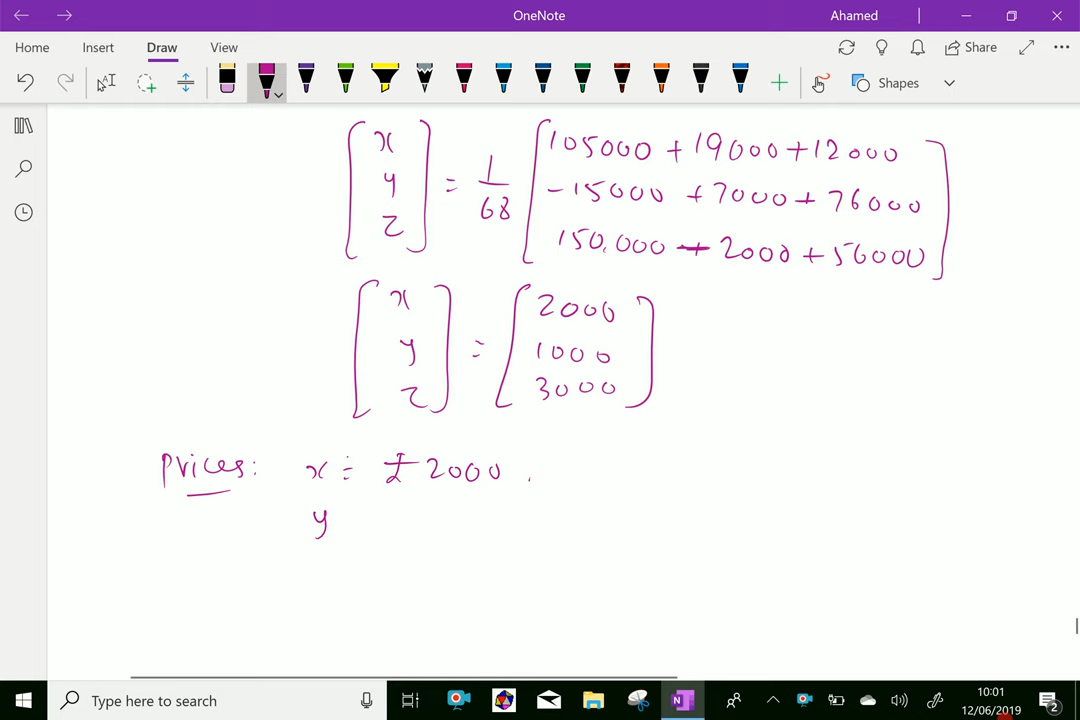 OneNote Ahamed
Home Insert Draw View Share
Shapes
[x y z] = 1/68 [105000 + 19000 + 12000
-15000 + 7000 + 76000
150,000 - 2000 + 56000]
[x y z] = [2000
1000
3000]
Prices: x = £2000.
y
Type here to search
10:01
12/06/2019
2